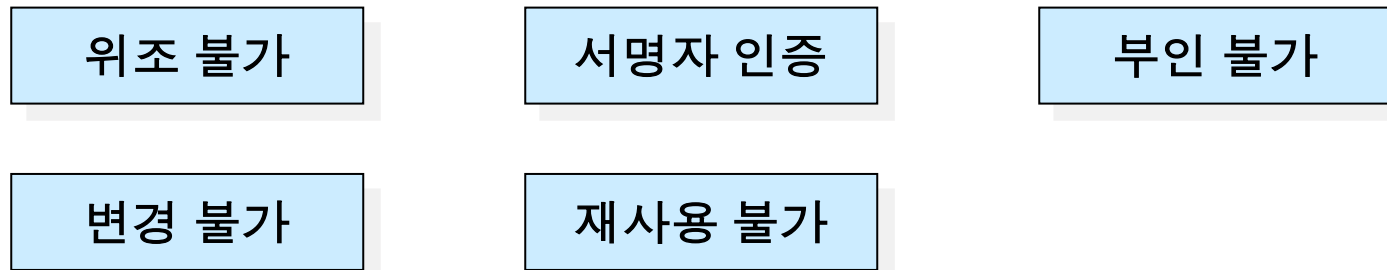 위조 불가
서명자 인증
부인 불가
변경 불가
재사용 불가